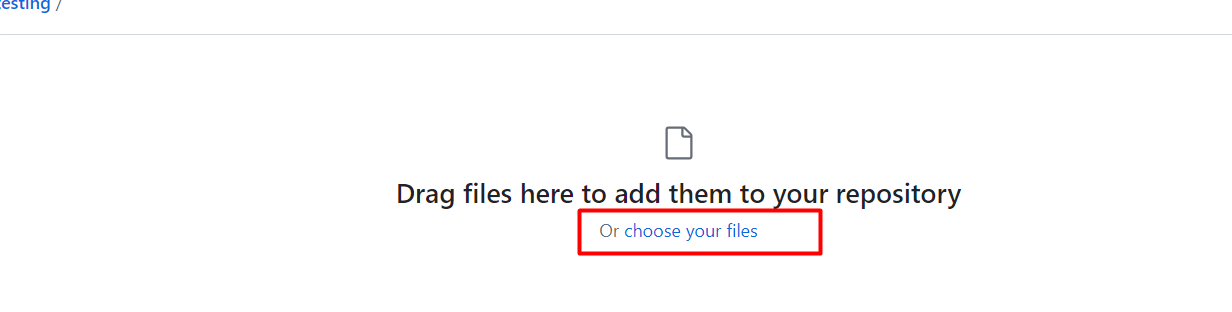 testing /
Drag files here to add them to your repository
Or choose your files